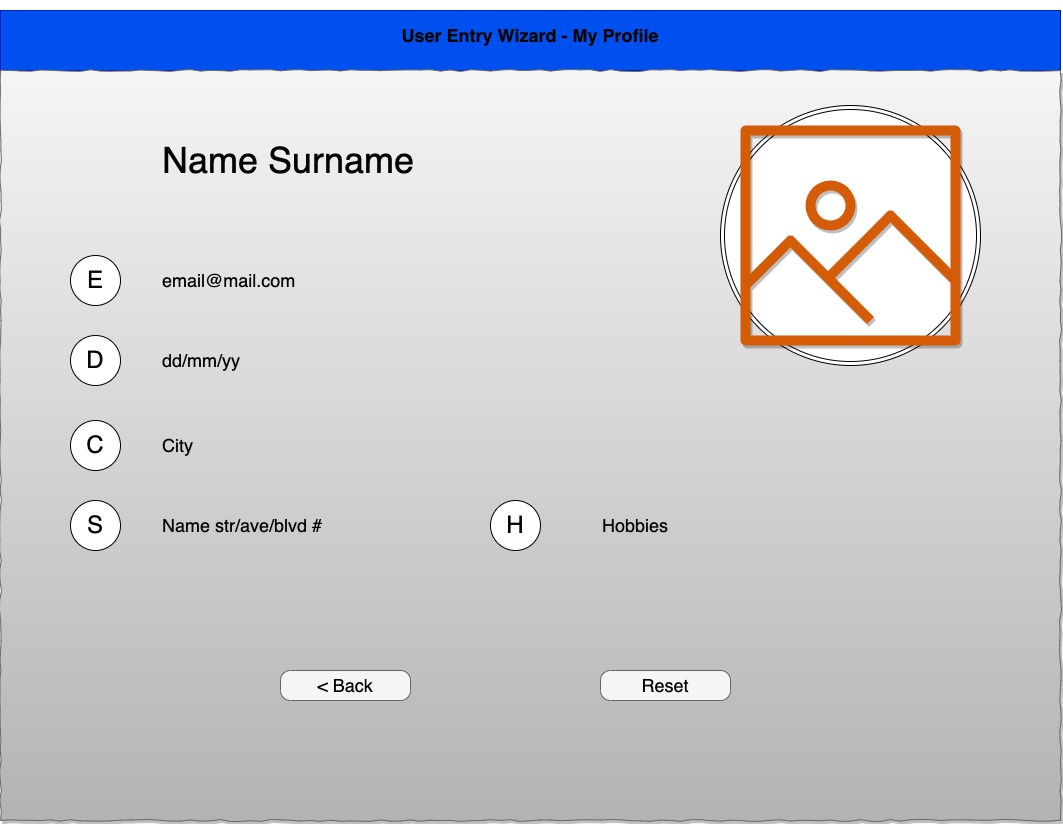 User Entry Wizard - My Profile
Name Surname
E email@mail.com
D dd/mm/yy
C City
S Name str/ave/blvd # H Hobbies
< Back Reset